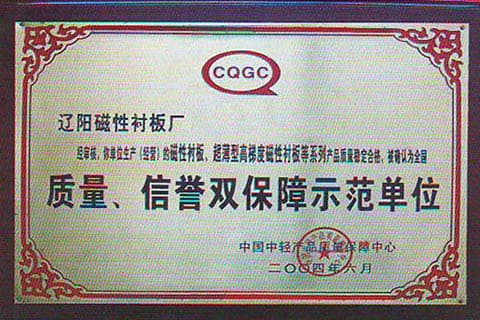 CQGC
辽阳磁性衬板厂
经审核，你单位生产（经营）的磁性衬板、超薄型高梯度磁性衬板等系列产品质量稳定合格，被确认为全国
质量、信誉双保障示范单位
中国中轻产品质量保障中心
二〇〇四年六月